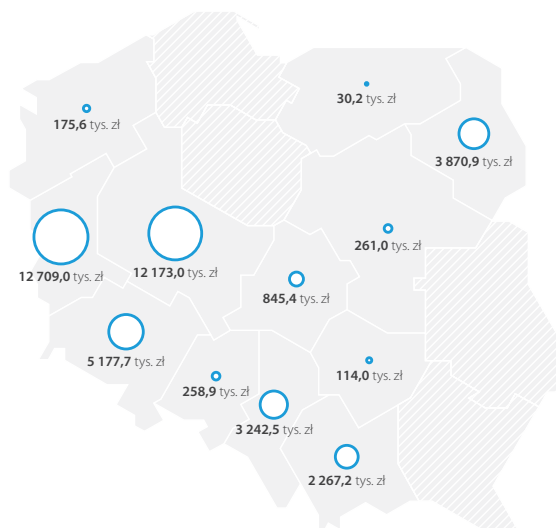 30,2 tys. zł
175,6 tys. zł
3 870,9 tys. zł
261,0 tys. zł
12 709,0 tys. zł
12 173,0 tys. zł
845,4 tys. zł
5 177,7 tys. zł
114,0 tys. zł
258,9 tys. zł
3 242,5 tys. zł
2 267,2 tys. zł